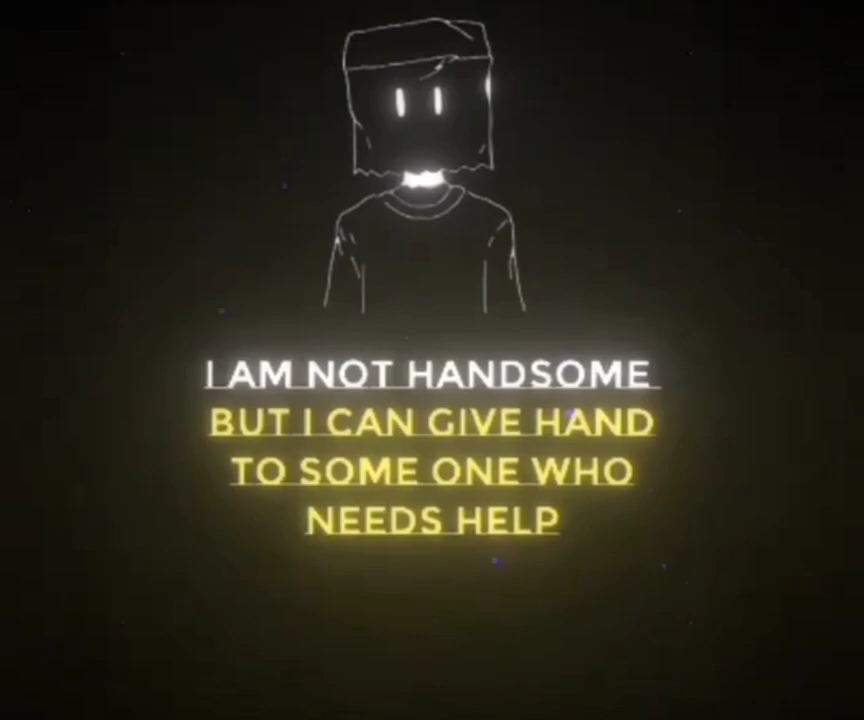 I AM NOT HANDSOME
BUT I CAN GIVE HAND
TO SOME ONE WHO
NEEDS HELP